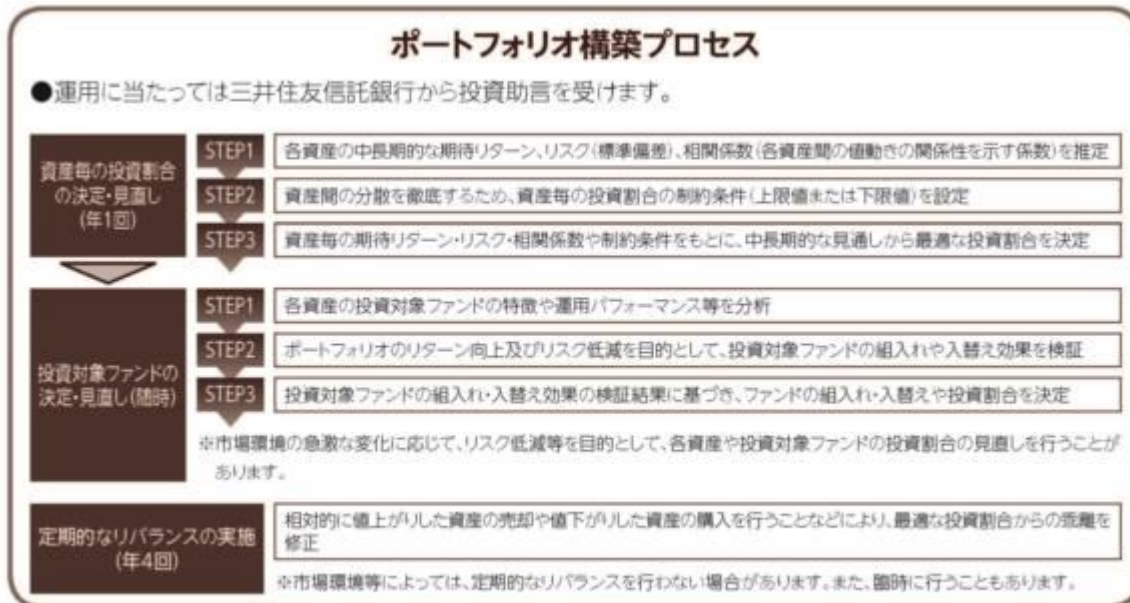 ポートフォリオ構築プロセス
●運用に当たっては三井住友信託銀行から投資助言を受けます。
資産毎の投資割合
の決定・見直し
(年1回)
STEP1
各資産の中長期的な期待リターン、リスク(標準偏差)、相関係数(各資産間の値動きの関係性を示す係数)を推定
STEP2
資産間の分散を徹底するため、資産毎の投資割合の制約条件(上限値または下限値)を設定
STEP3
資産毎の期待リターン・リスク・相関係数や制約条件をもとに、中長期的な見通しから最適な投資割合を決定
投資対象ファンドの
決定・見直し(随時)
STEP1
各資産の投資対象ファンドの特徴や運用パフォーマンス等を分析
STEP2
ポートフォリオのリターン向上及びリスク低減を目的として、投資対象ファンドの組入れや入替え効果を検証
STEP3
投資対象ファンドの組入れ・入替え効果の検証結果に基づき、ファンドの組入れ・入替えや投資割合を決定
※市場環境の急激な変化に応じて、リスク低減等を目的として、各資産や投資対象ファンドの投資割合の見直しを行うことが
あります。
定期的なリバランスの実施
(年4回)
相対的に値上がりした資産の売却や値下がりした資産の購入を行うことなどにより、最適な投資割合からの乖離を
修正
※市場環境等によっては、定期的なリバランスを行わない場合があります。また、臨時に行うこともあります。